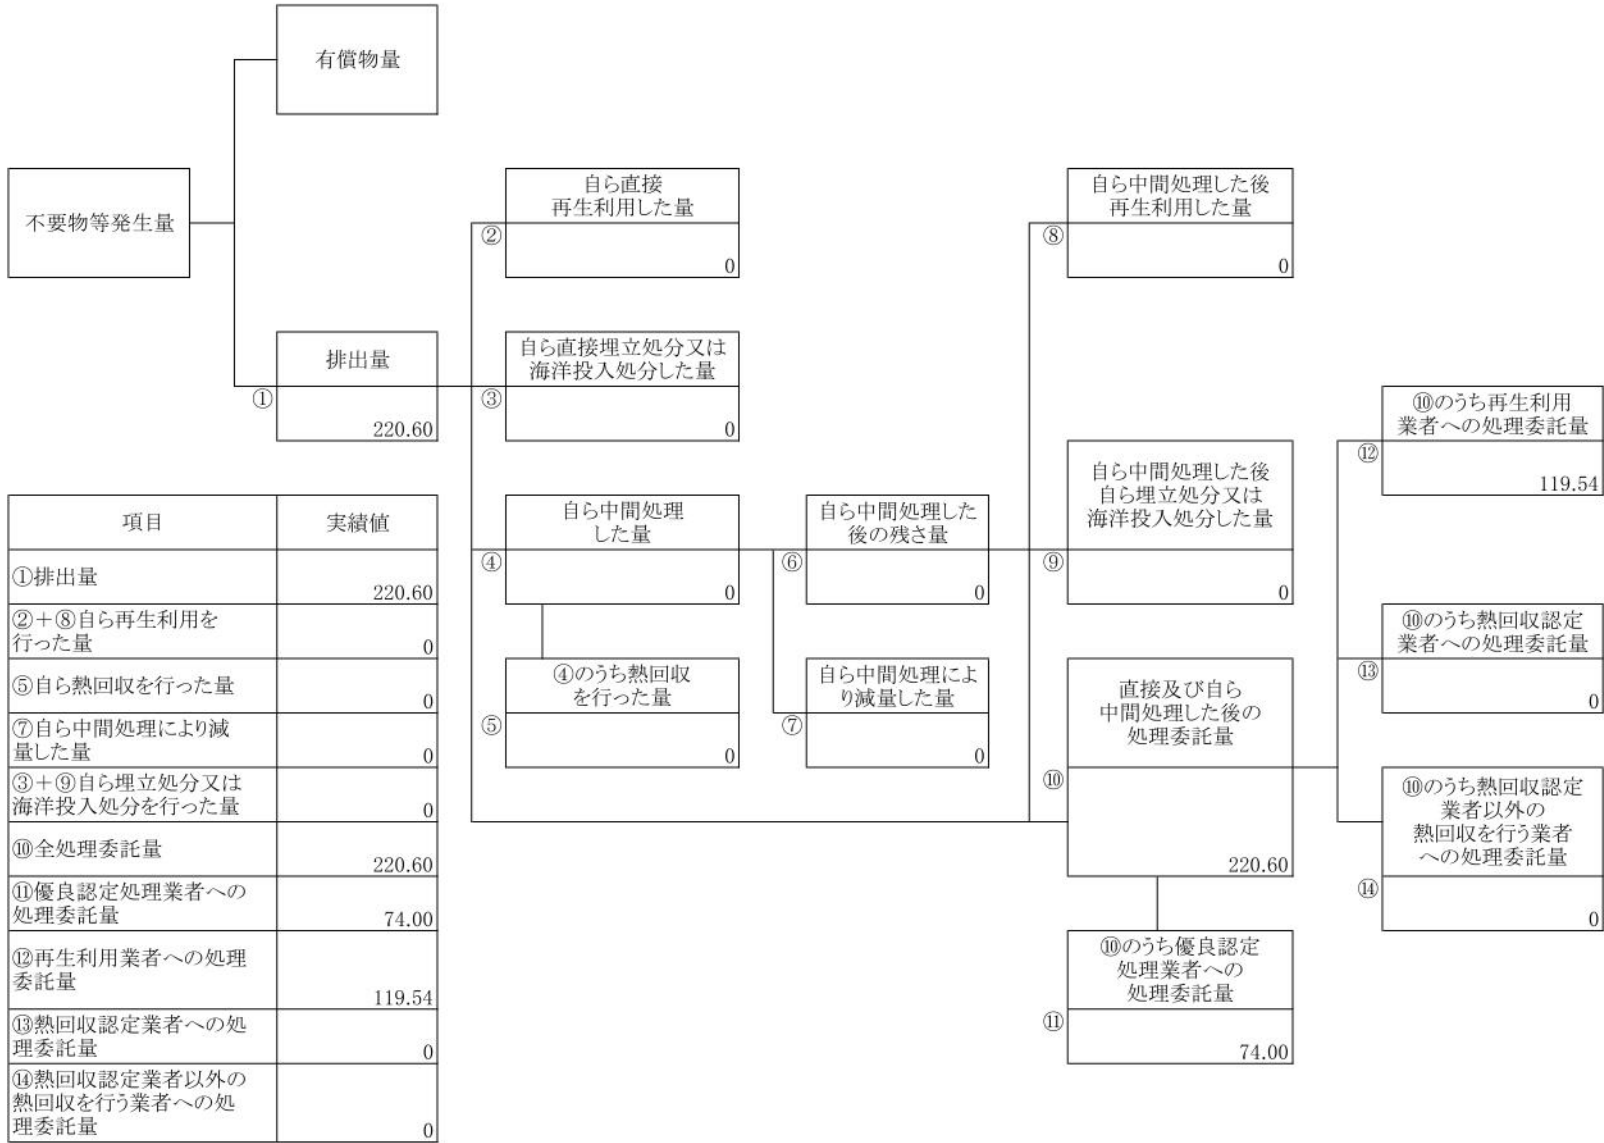 有償物量
不要物等発生量
排出量
①
220.60
自ら直接
再生利用した量
②
0
自ら直接埋立処分又は
海洋投入処分した量
③
0
自ら中間処理
した量
④
0
④のうち熱回収
を行った量
⑤
0
自ら中間処理した
後の残さ量
⑥
0
自ら中間処理によ
り減量した量
⑦
0
自ら中間処理した後
再生利用した量
⑧
0
自ら中間処理した後
自ら埋立処分又は
海洋投入処分した量
⑨
0
直接及び自ら
中間処理した後の
処理委託量
⑩
220.60
⑩のうち優良認定
処理業者への
処理委託量
⑪
74.00
⑩のうち再生利用
業者への処理委託量
⑫
119.54
⑩のうち熱回収認定
業者への処理委託量
⑬
0
⑩のうち熱回収認定
業者以外の
熱回収を行う業者
への処理委託量
⑭
0
項目 実績値
①排出量
220.60
②＋⑧自ら再生利用を
行った量
0
⑤自ら熱回収を行った量
0
⑦自ら中間処理により減
量した量
0
③＋⑨自ら埋立処分又は
海洋投入処分を行った量
0
⑩全処理委託量
220.60
⑪優良認定処理業者への
処理委託量
74.00
⑫再生利用業者への処理
委託量
119.54
⑬熱回収認定業者への処
理委託量
0
⑭熱回収認定業者以外の
熱回収を行う業者への処
理委託量
0